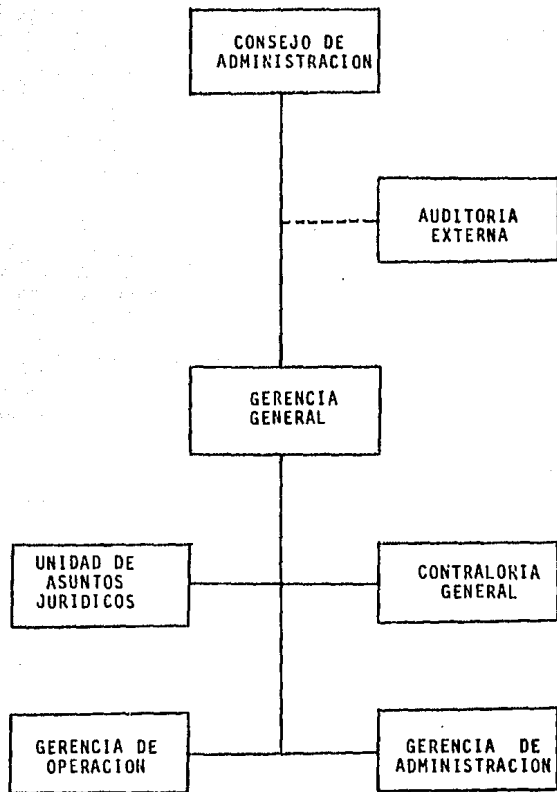 CONSEJO DE
ADMINISTRACION
AUDITORIA
EXTERNA
GERENCIA
GENERAL
UNIDAD DE
ASUNTOS
JURIDICOS
CONTRALORIA
GENERAL
GERENCIA DE
OPERACION
GERENCIA DE
ADMINISTRACION